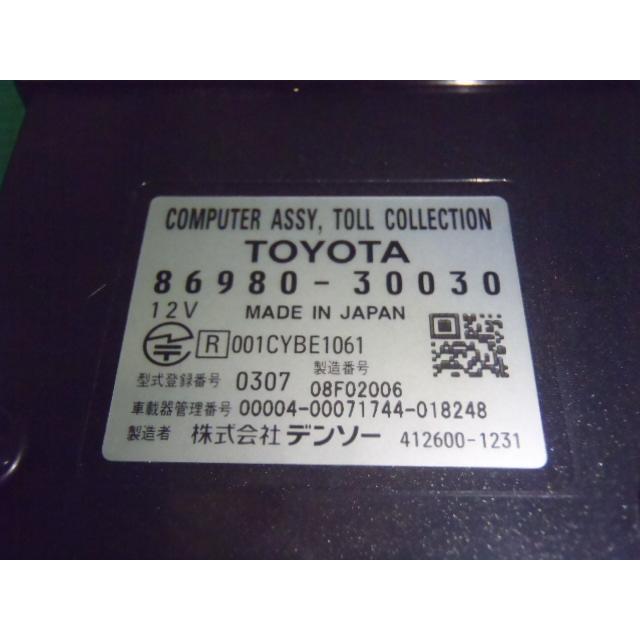 COMPUTER ASSY, TOLL COLLECTION
TOYOTA
86980-30030
12V MADE IN JAPAN
R 001CYBE1061
製造番号
型式登録番号 0307 08F02006
車載器管理番号 00004-00071744-018248
製造者 株式会社 デンソー 412600-1231